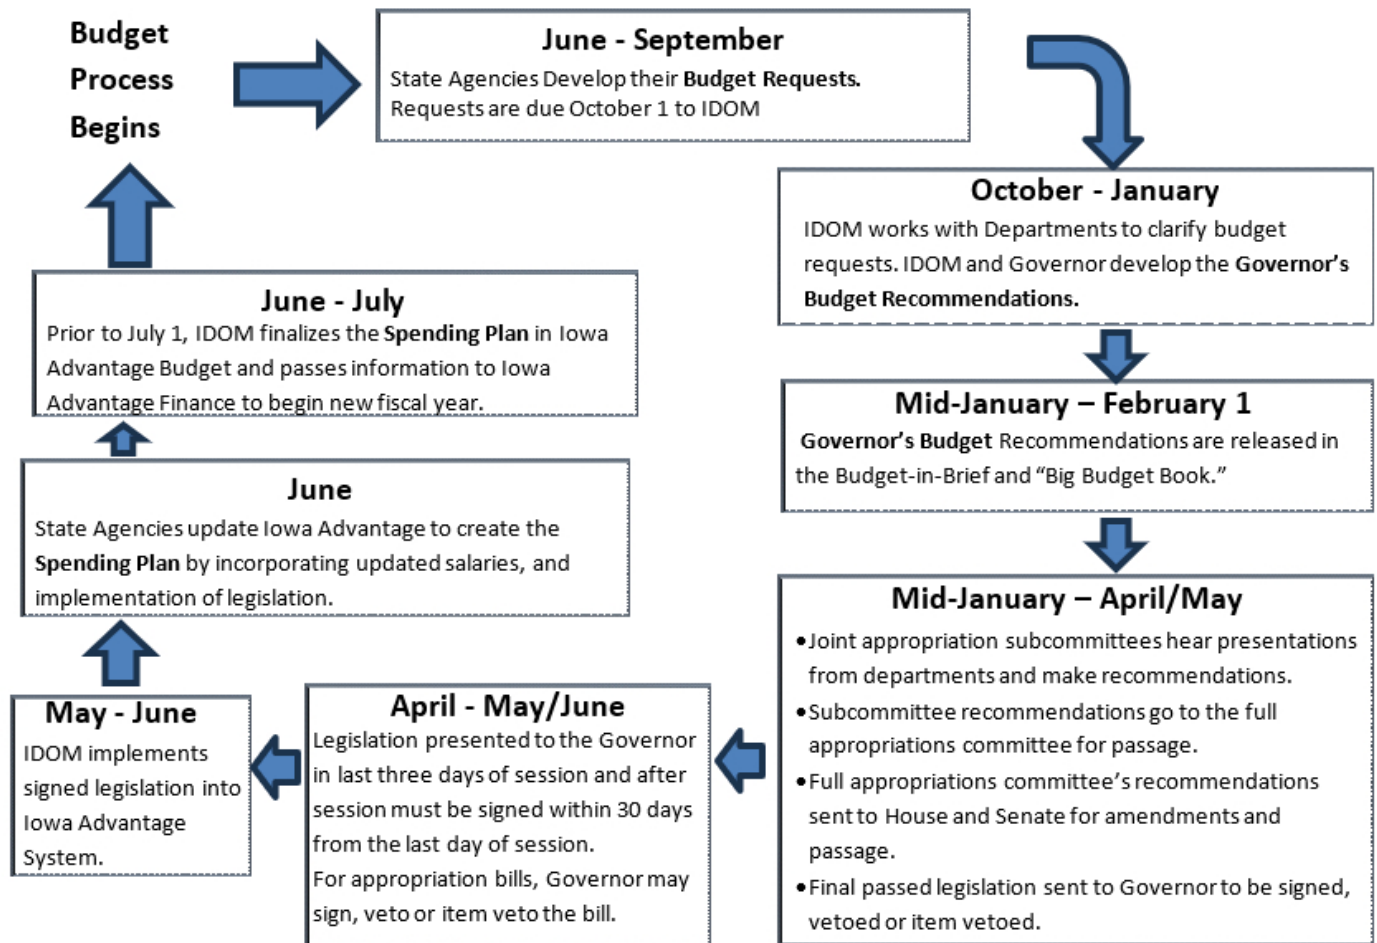 Budget
Process
Begins
June - September
State Agencies Develop their Budget Requests.
Requests are due October 1 to IDOM
October - January
IDOM works with Departments to clarify budget
requests. IDOM and Governor develop the Governor's
Budget Recommendations.
Mid-January – February 1
Governor's Budget Recommendations are released in
the Budget-in-Brief and “Big Budget Book.”
Mid-January – April/May
•Joint appropriation subcommittees hear presentations
from departments and make recommendations.
•Subcommittee recommendations go to the full
appropriations committee for passage.
•Full appropriations committee's recommendations
sent to House and Senate for amendments and
passage.
•Final passed legislation sent to Governor to be signed,
vetoed or item vetoed.
April - May/June
Legislation presented to the Governor
in last three days of session and after
session must be signed within 30 days
from the last day of session.
For appropriation bills, Governor may
sign, veto or item veto the bill.
May - June
IDOM implements
signed legislation into
Iowa Advantage
System.
June
State Agencies update Iowa Advantage to create the
Spending Plan by incorporating updated salaries, and
implementation of legislation.
June - July
Prior to July 1, IDOM finalizes the Spending Plan in Iowa
Advantage Budget and passes information to Iowa
Advantage Finance to begin new fiscal year.